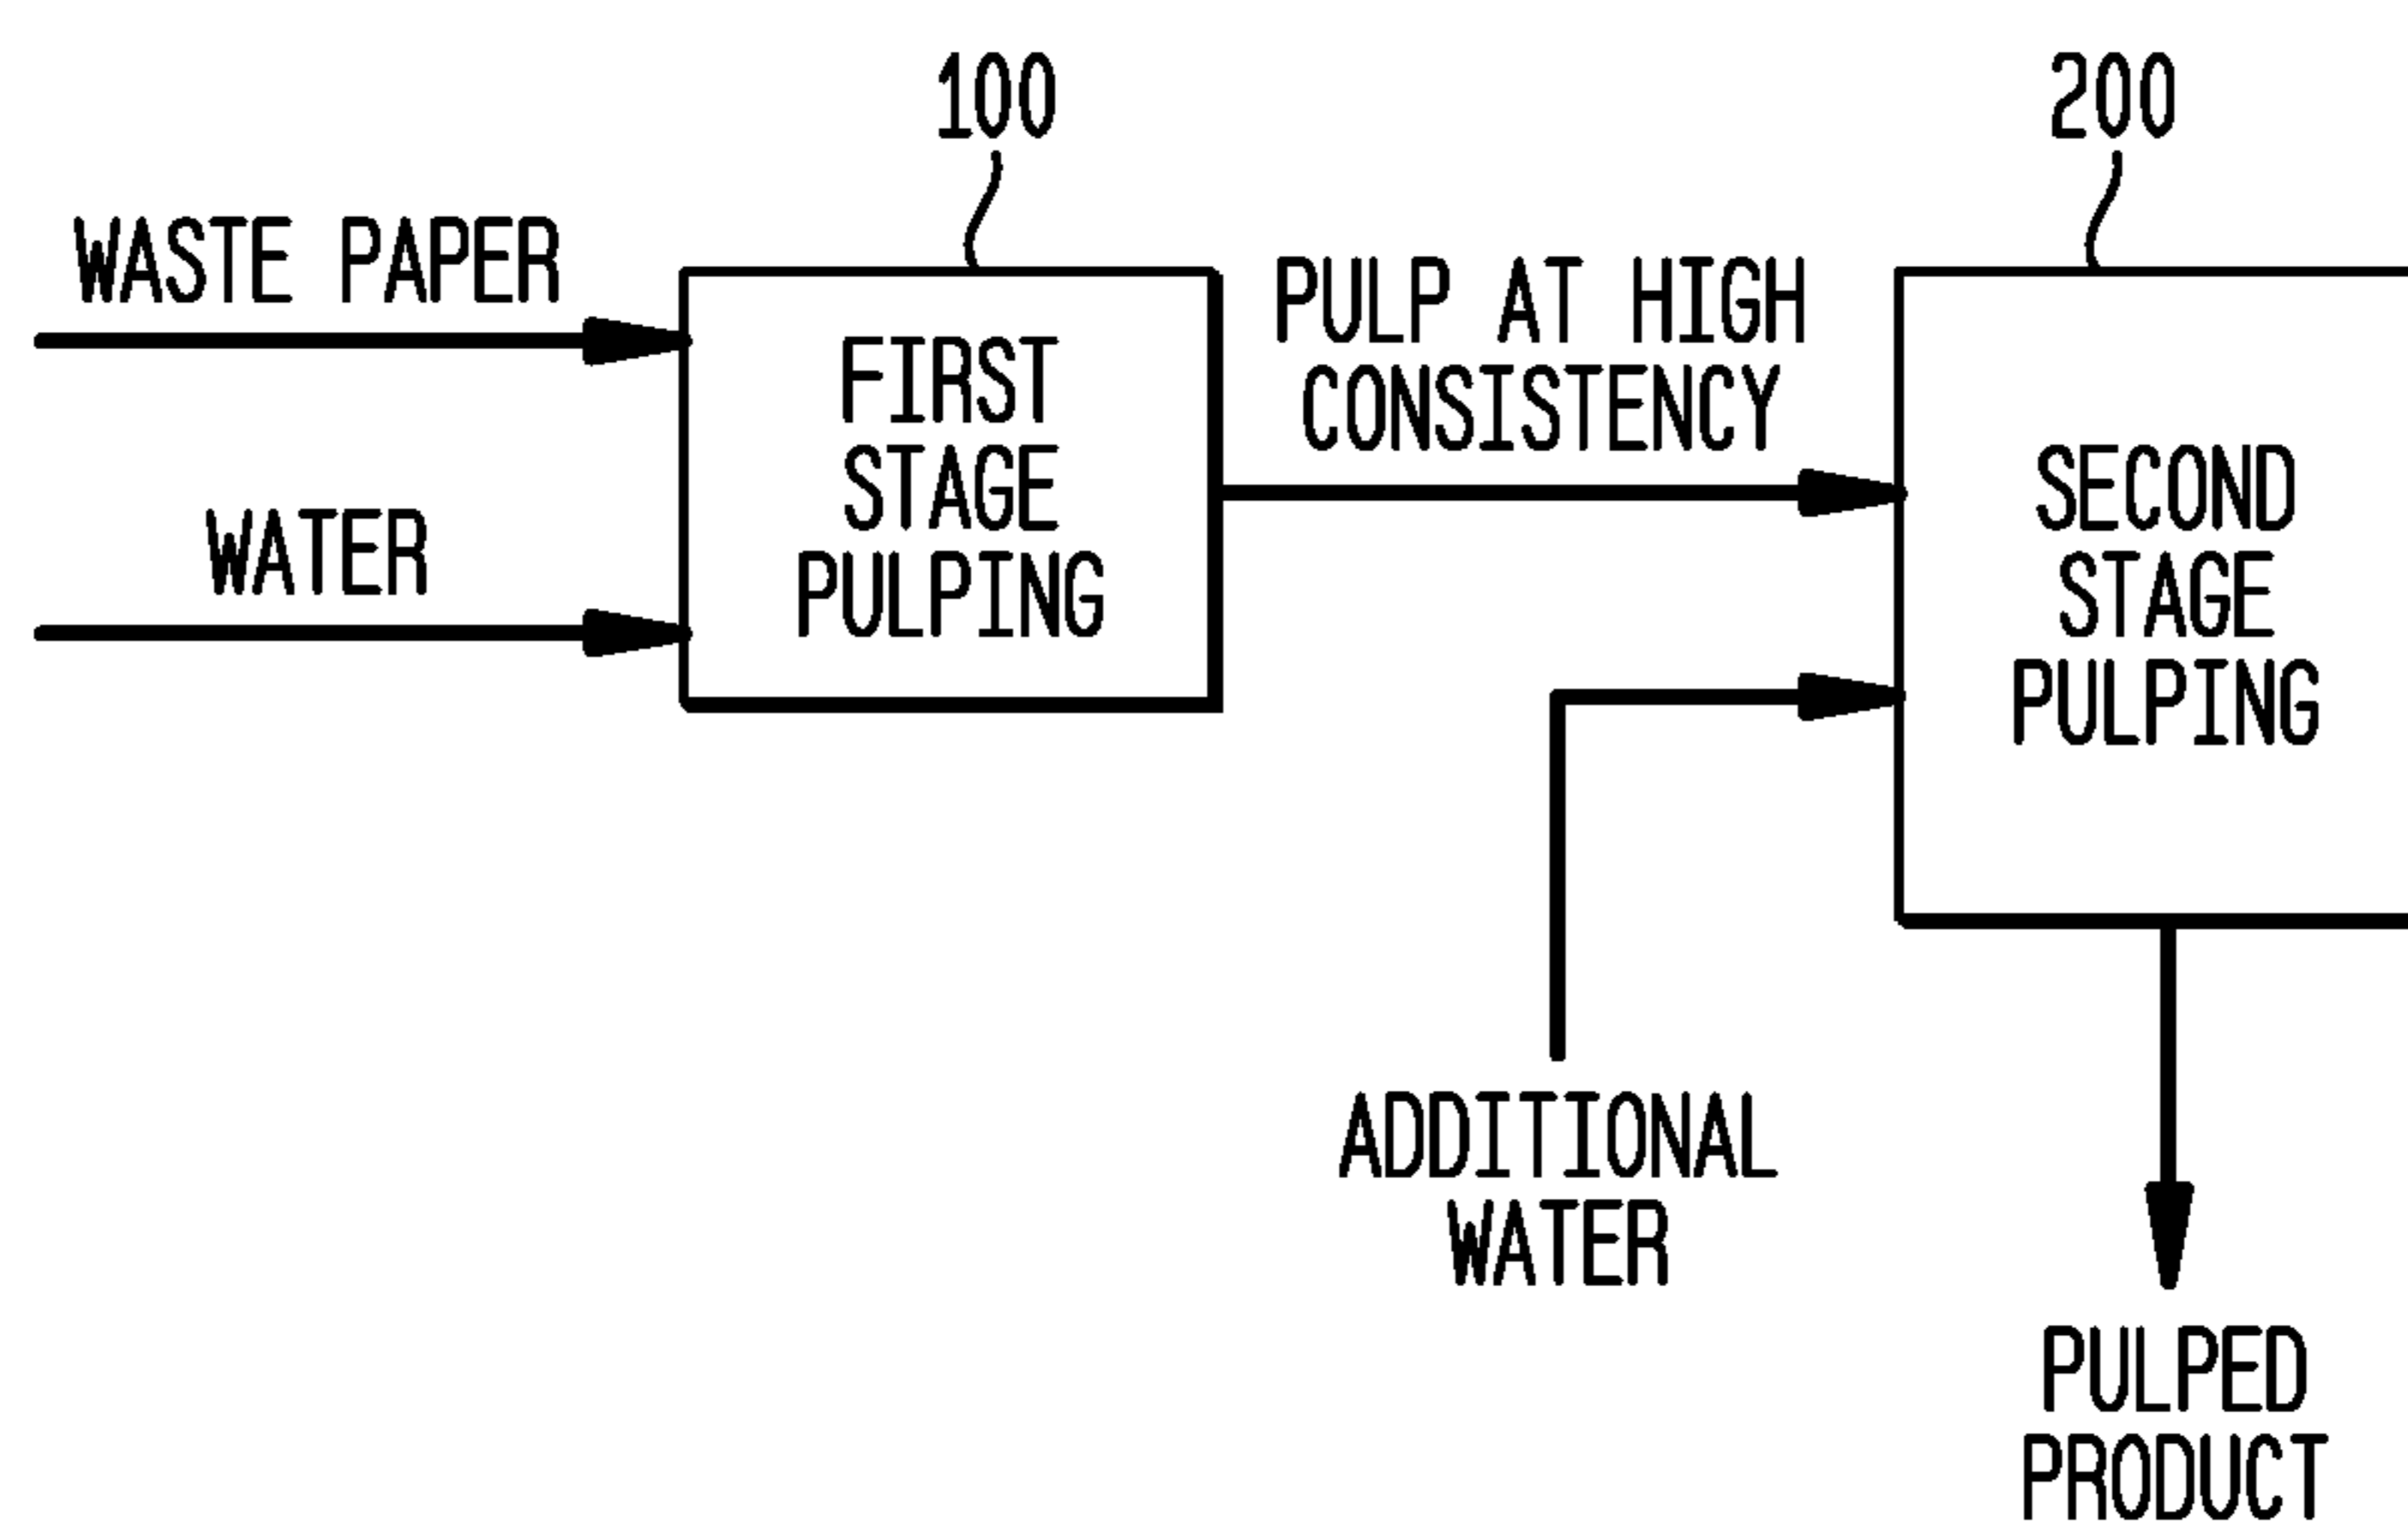 100
200
WASTE PAPER
WATER
FIRST
STAGE
PULPING
PULP AT HIGH
CONSISTENCY
SECOND
STAGE
PULPING
ADDITIONAL
WATER
PULPED
PRODUCT